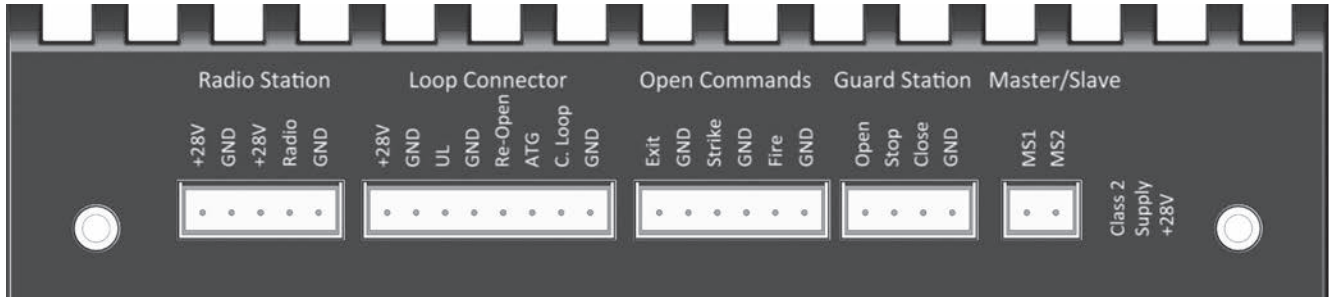 Radio Station
Loop Connector
Open Commands
Guard Station
Master/Slave
+28V
GND
+28V
Radio
GND
+28V
GND
UL
GND
Re-Open
ATG
C. Loop
GND
Exit
GND
Strike
GND
Fire
GND
Open
Stop
Close
GND
MS1
MS2
Class 2
Supply
+28V